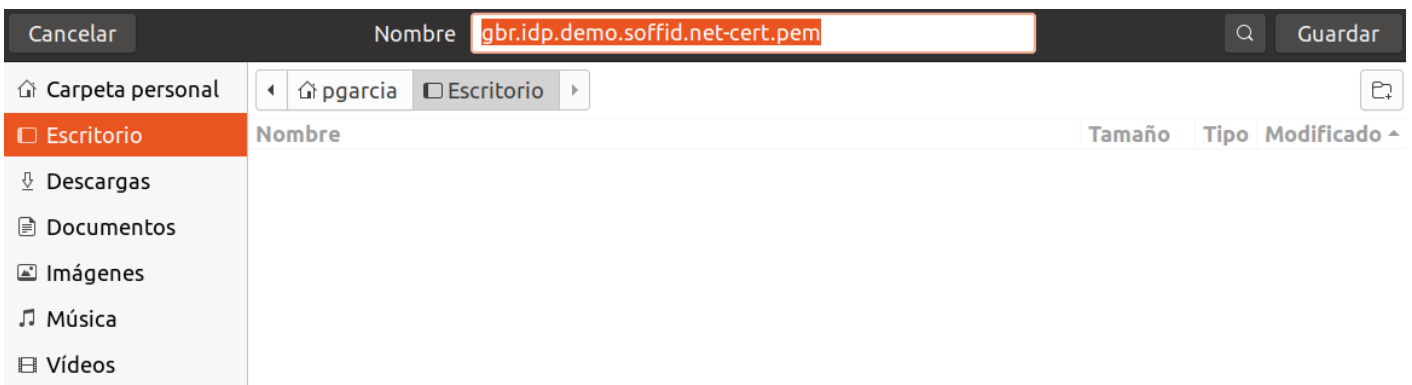 Cancelar Nombre gbr.idp.demo.soffid.net-cert.pem Guardar
Carpeta personal pgarcia Escritorio
Escritorio Nombre Tamaño Tipo Modificado
Descargas
Documentos
Imágenes
Música
Vídeos